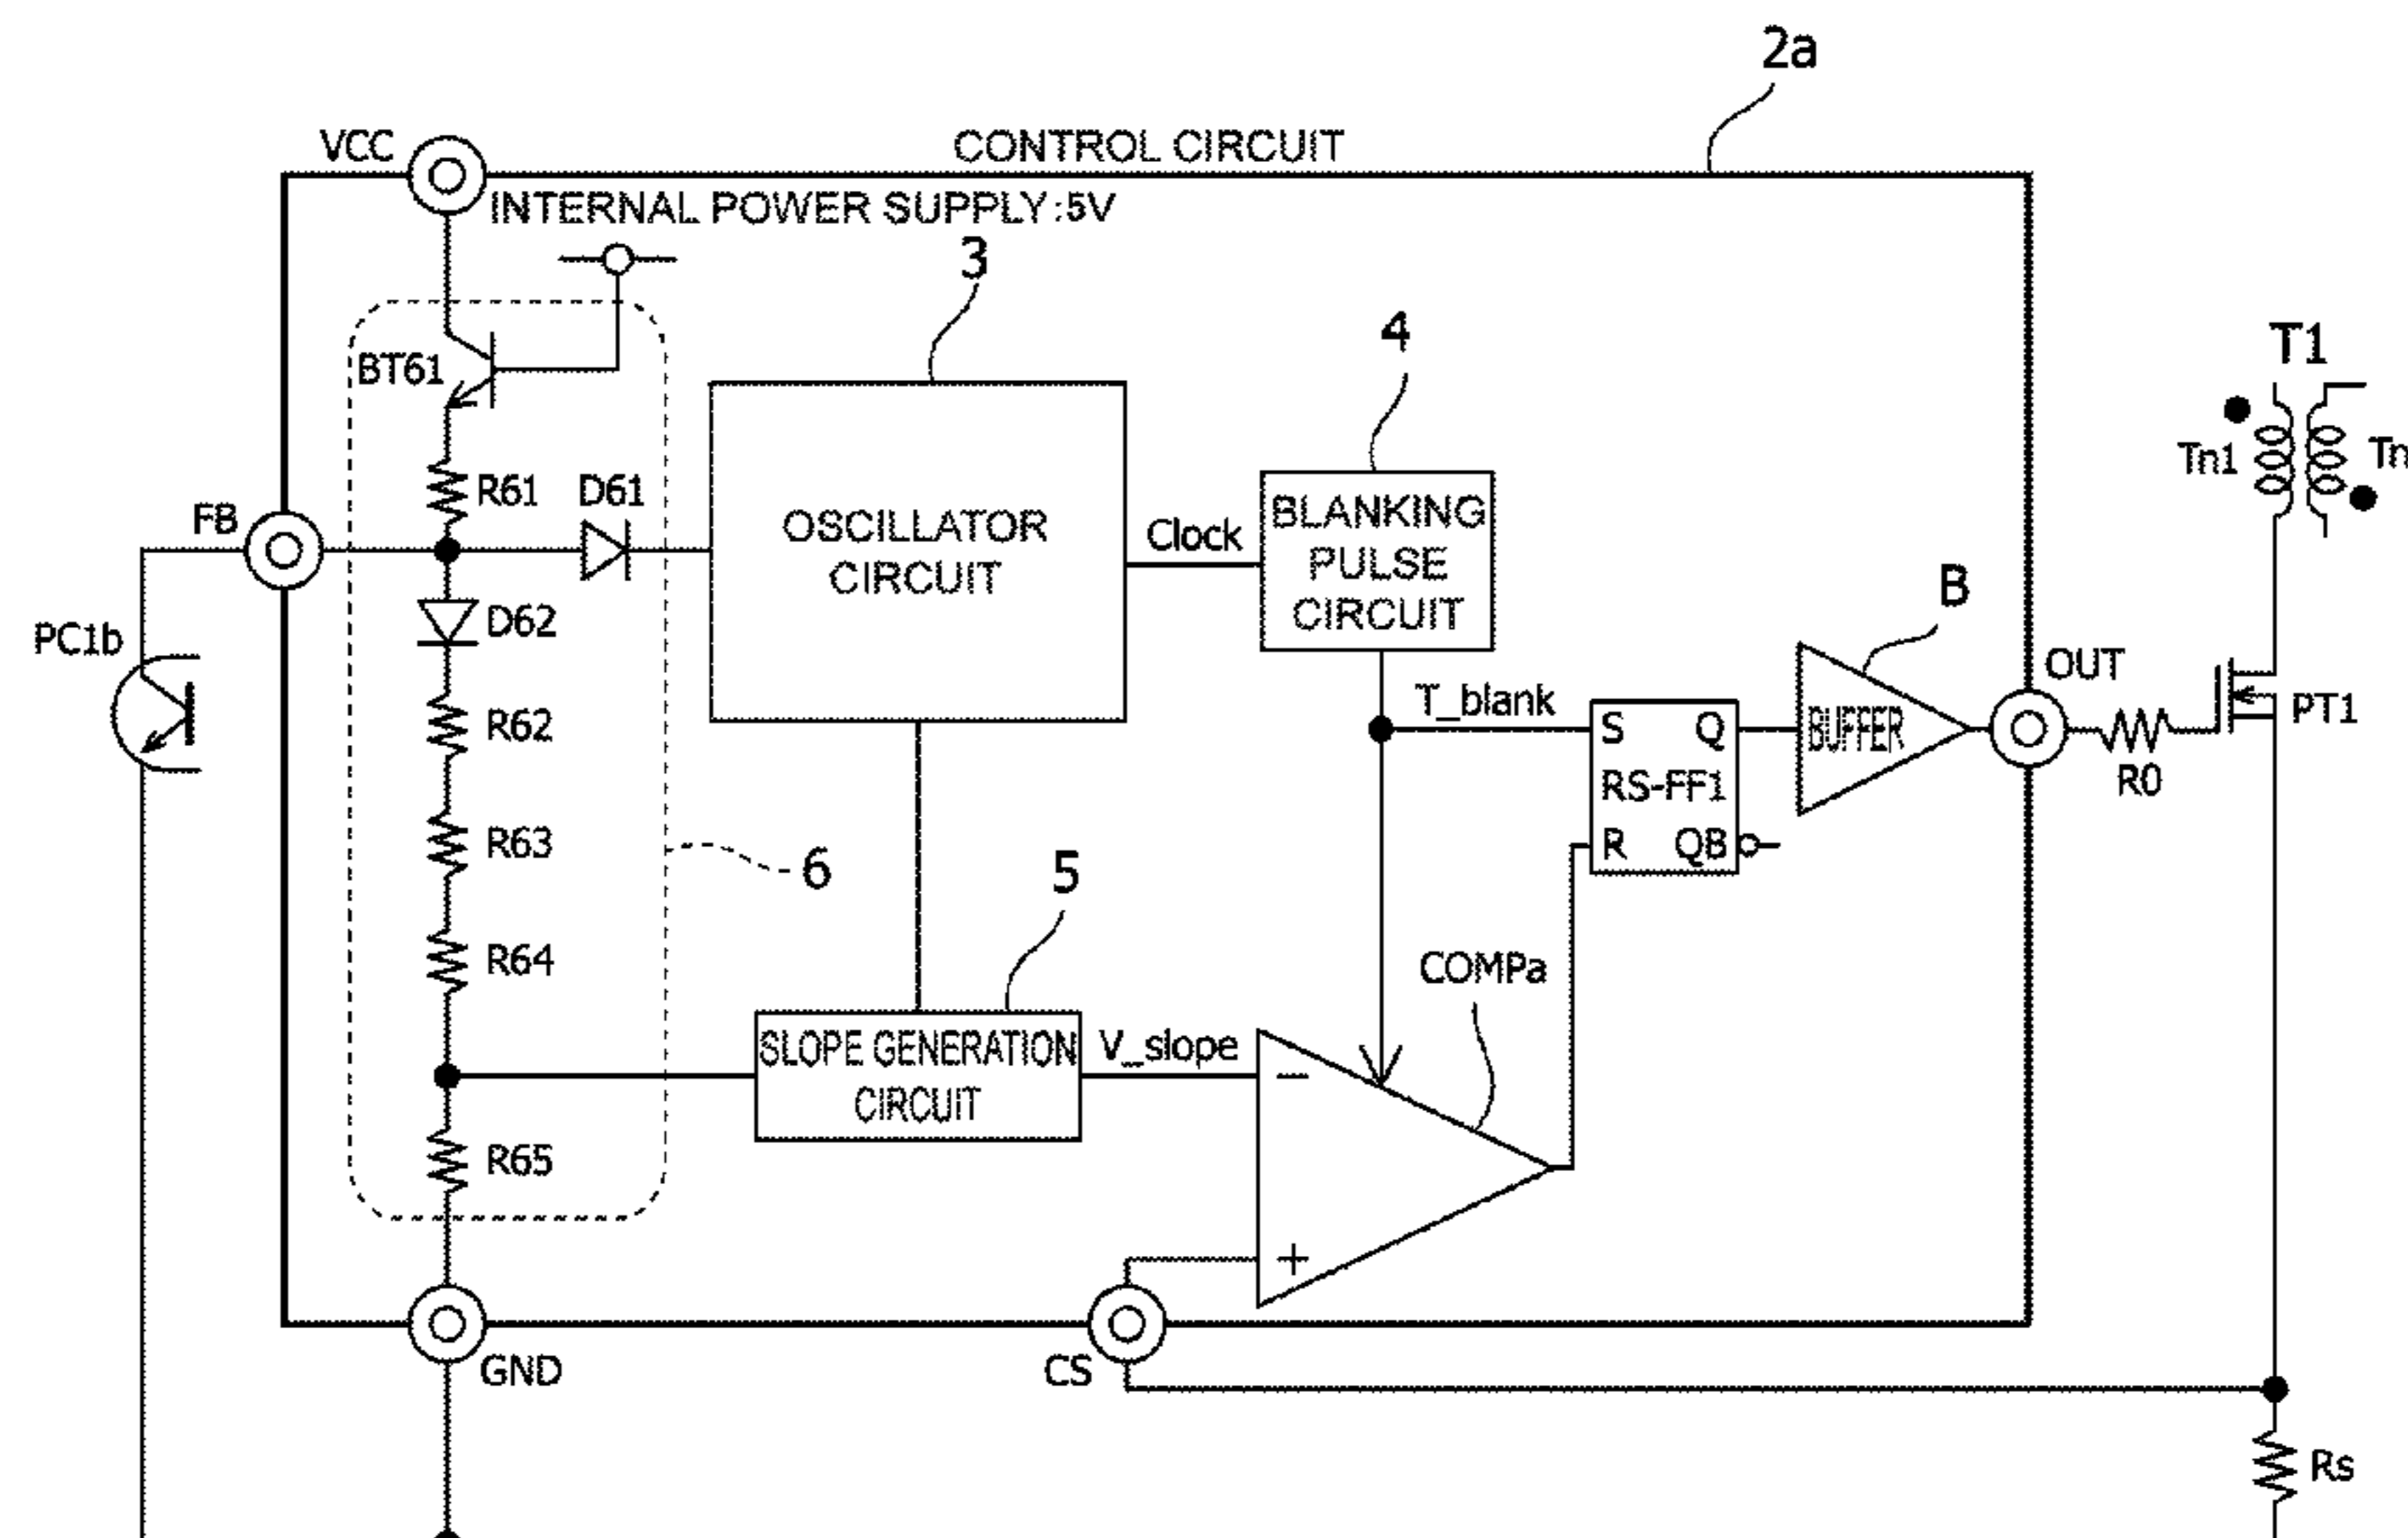 2a
VCC
CONTROL CIRCUIT
INTERNAL POWER SUPPLY:5V
3
4
T1
BT61
Tn1
Tn
R61
D61
FB
OSCILLATOR
CIRCUIT
Clock
BLANKING
PULSE
CIRCUIT
B
D62
PC1b
OUT
T_blank
R62
S
Q
BUFFER
PT1
RS-FF1
R0
R63
R
QB
6
5
R64
COMPa
SLOPE GENERATION
CIRCUIT
V_slope
−
R65
+
GND
CS
Rs